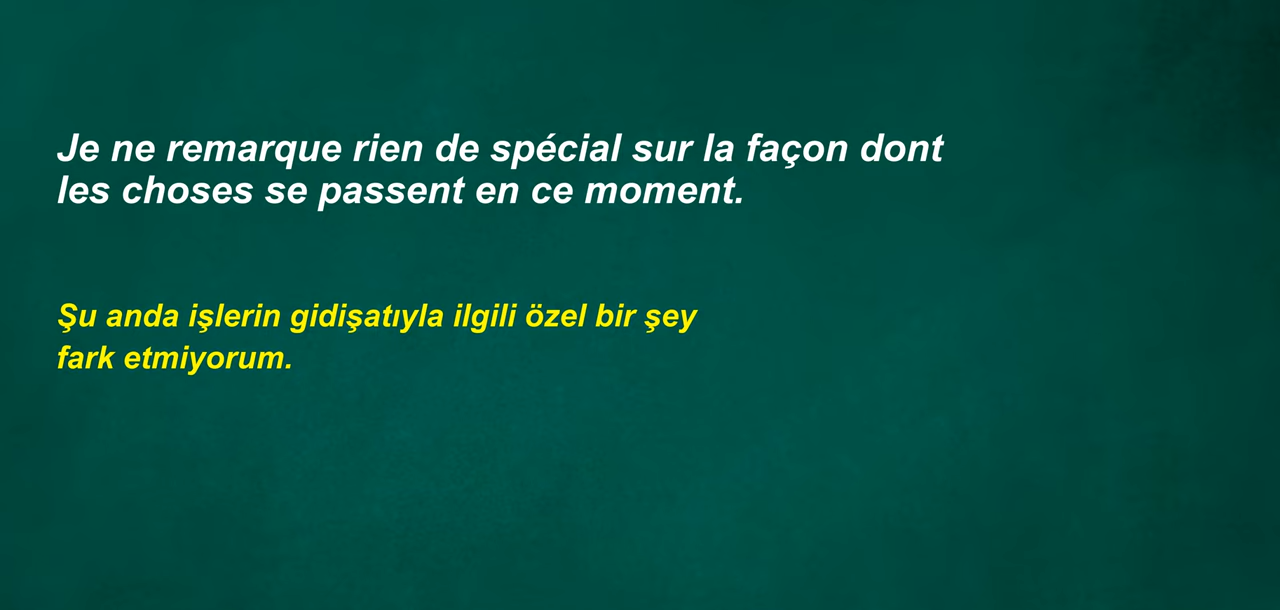 Je ne remarque rien de spécial sur la façon dont
les choses se passent en ce moment.
Şu anda işlerin gidişatıyla ilgili özel bir şey
fark etmiyorum.